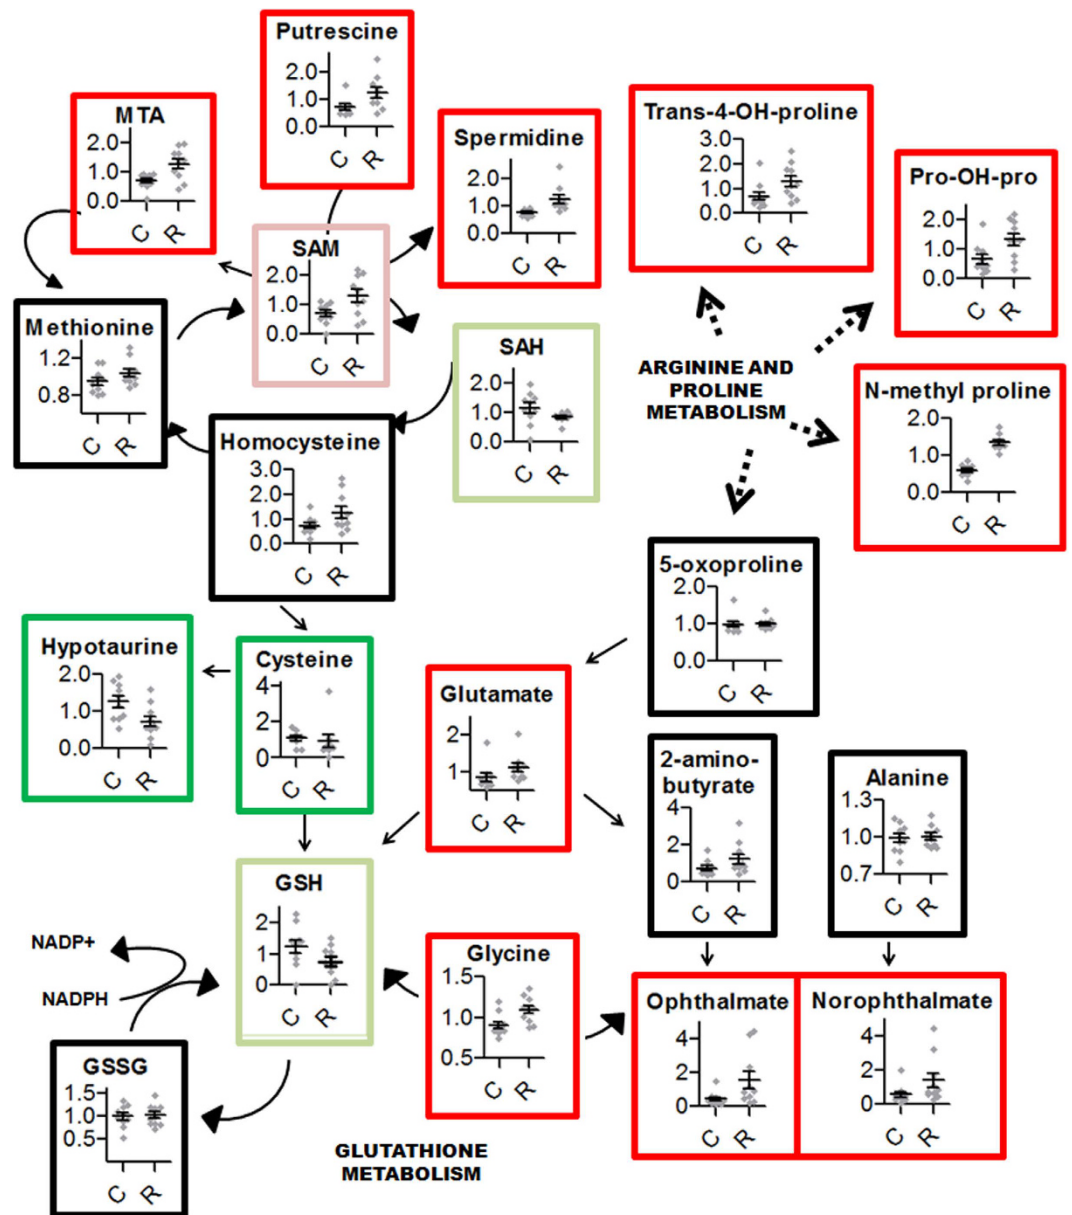 Putrescine
2.0
1.0
0.0
C R
MTA
2.0
1.0
0.0
C R
Spermidine
2.0
1.0
0.0
C R
Trans-4-OH-proline
3.0
2.0
1.0
0.0
C R
Pro-OH-pro
2.0
1.0
0.0
C R
SAM
2.0
1.0
0.0
C R
Methionine
1.2
0.8
C R
SAH
2.0
1.0
0.0
C R
ARGININE AND
PROLINE
METABOLISM
N-methyl proline
2.0
1.0
0.0
C R
Homocysteine
3.0
2.0
1.0
0.0
C R
5-oxoproline
2.0
1.0
0.0
C R
Hypotaurine
2.0
1.0
0.0
C R
Cysteine
4
2
0
C R
Glutamate
2
1
C R
2-amino-
butyrate
4
2
0
C R
Alanine
1.3
1.0
0.7
C R
GSH
2
1
0
C R
NADP+
NADPH
Glycine
1.5
1.0
0.5
C R
Ophthalmate
4
2
0
C R
Norophthalmate
4
2
0
C R
GSSG
1.5
1.0
0.5
C R
GLUTATHIONE
METABOLISM